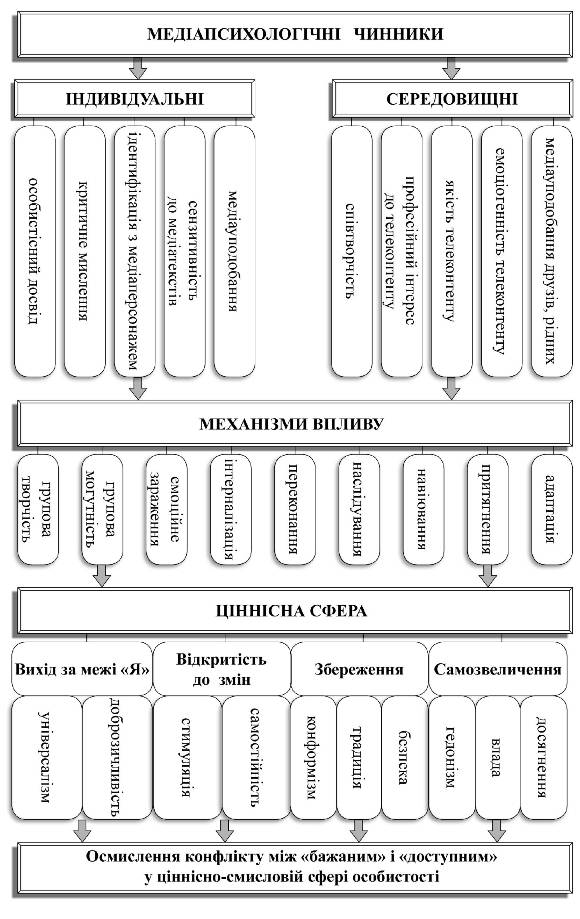 МЕДІАПСИХОЛОГІЧНІ ЧИННИКИ
ІНДИВІДУАЛЬНІ
СЕРЕДОВИЩНІ
особистісний досвід
критичне мислення
ідентифікація з медіаперсонажем
сензитивність
до медіатекстів
медіауподобання
співтворчість
професійний інтерес
до телеконтенту
якість телеконтенту
емоціогенність телеконтенту
медіауподобання друзів, рідних
МЕХАНІЗМИ ВПЛИВУ
групова
творчість
групова
могутність
емоційне
зараження
інтерналізація
переконання
наслідування
навіювання
притягнення
адаптація
ЦІННІСНА СФЕРА
Вихід за межі «Я»
Відкритість
до змін
Збереження
Самозвеличення
універсалізм
доброзичливість
стимуляція
самостійність
конформізм
традиція
безпека
гедонізм
влада
досягнення
Осмислення конфлікту між «бажаним» і «доступним»
у ціннісно-смисловій сфері особистості